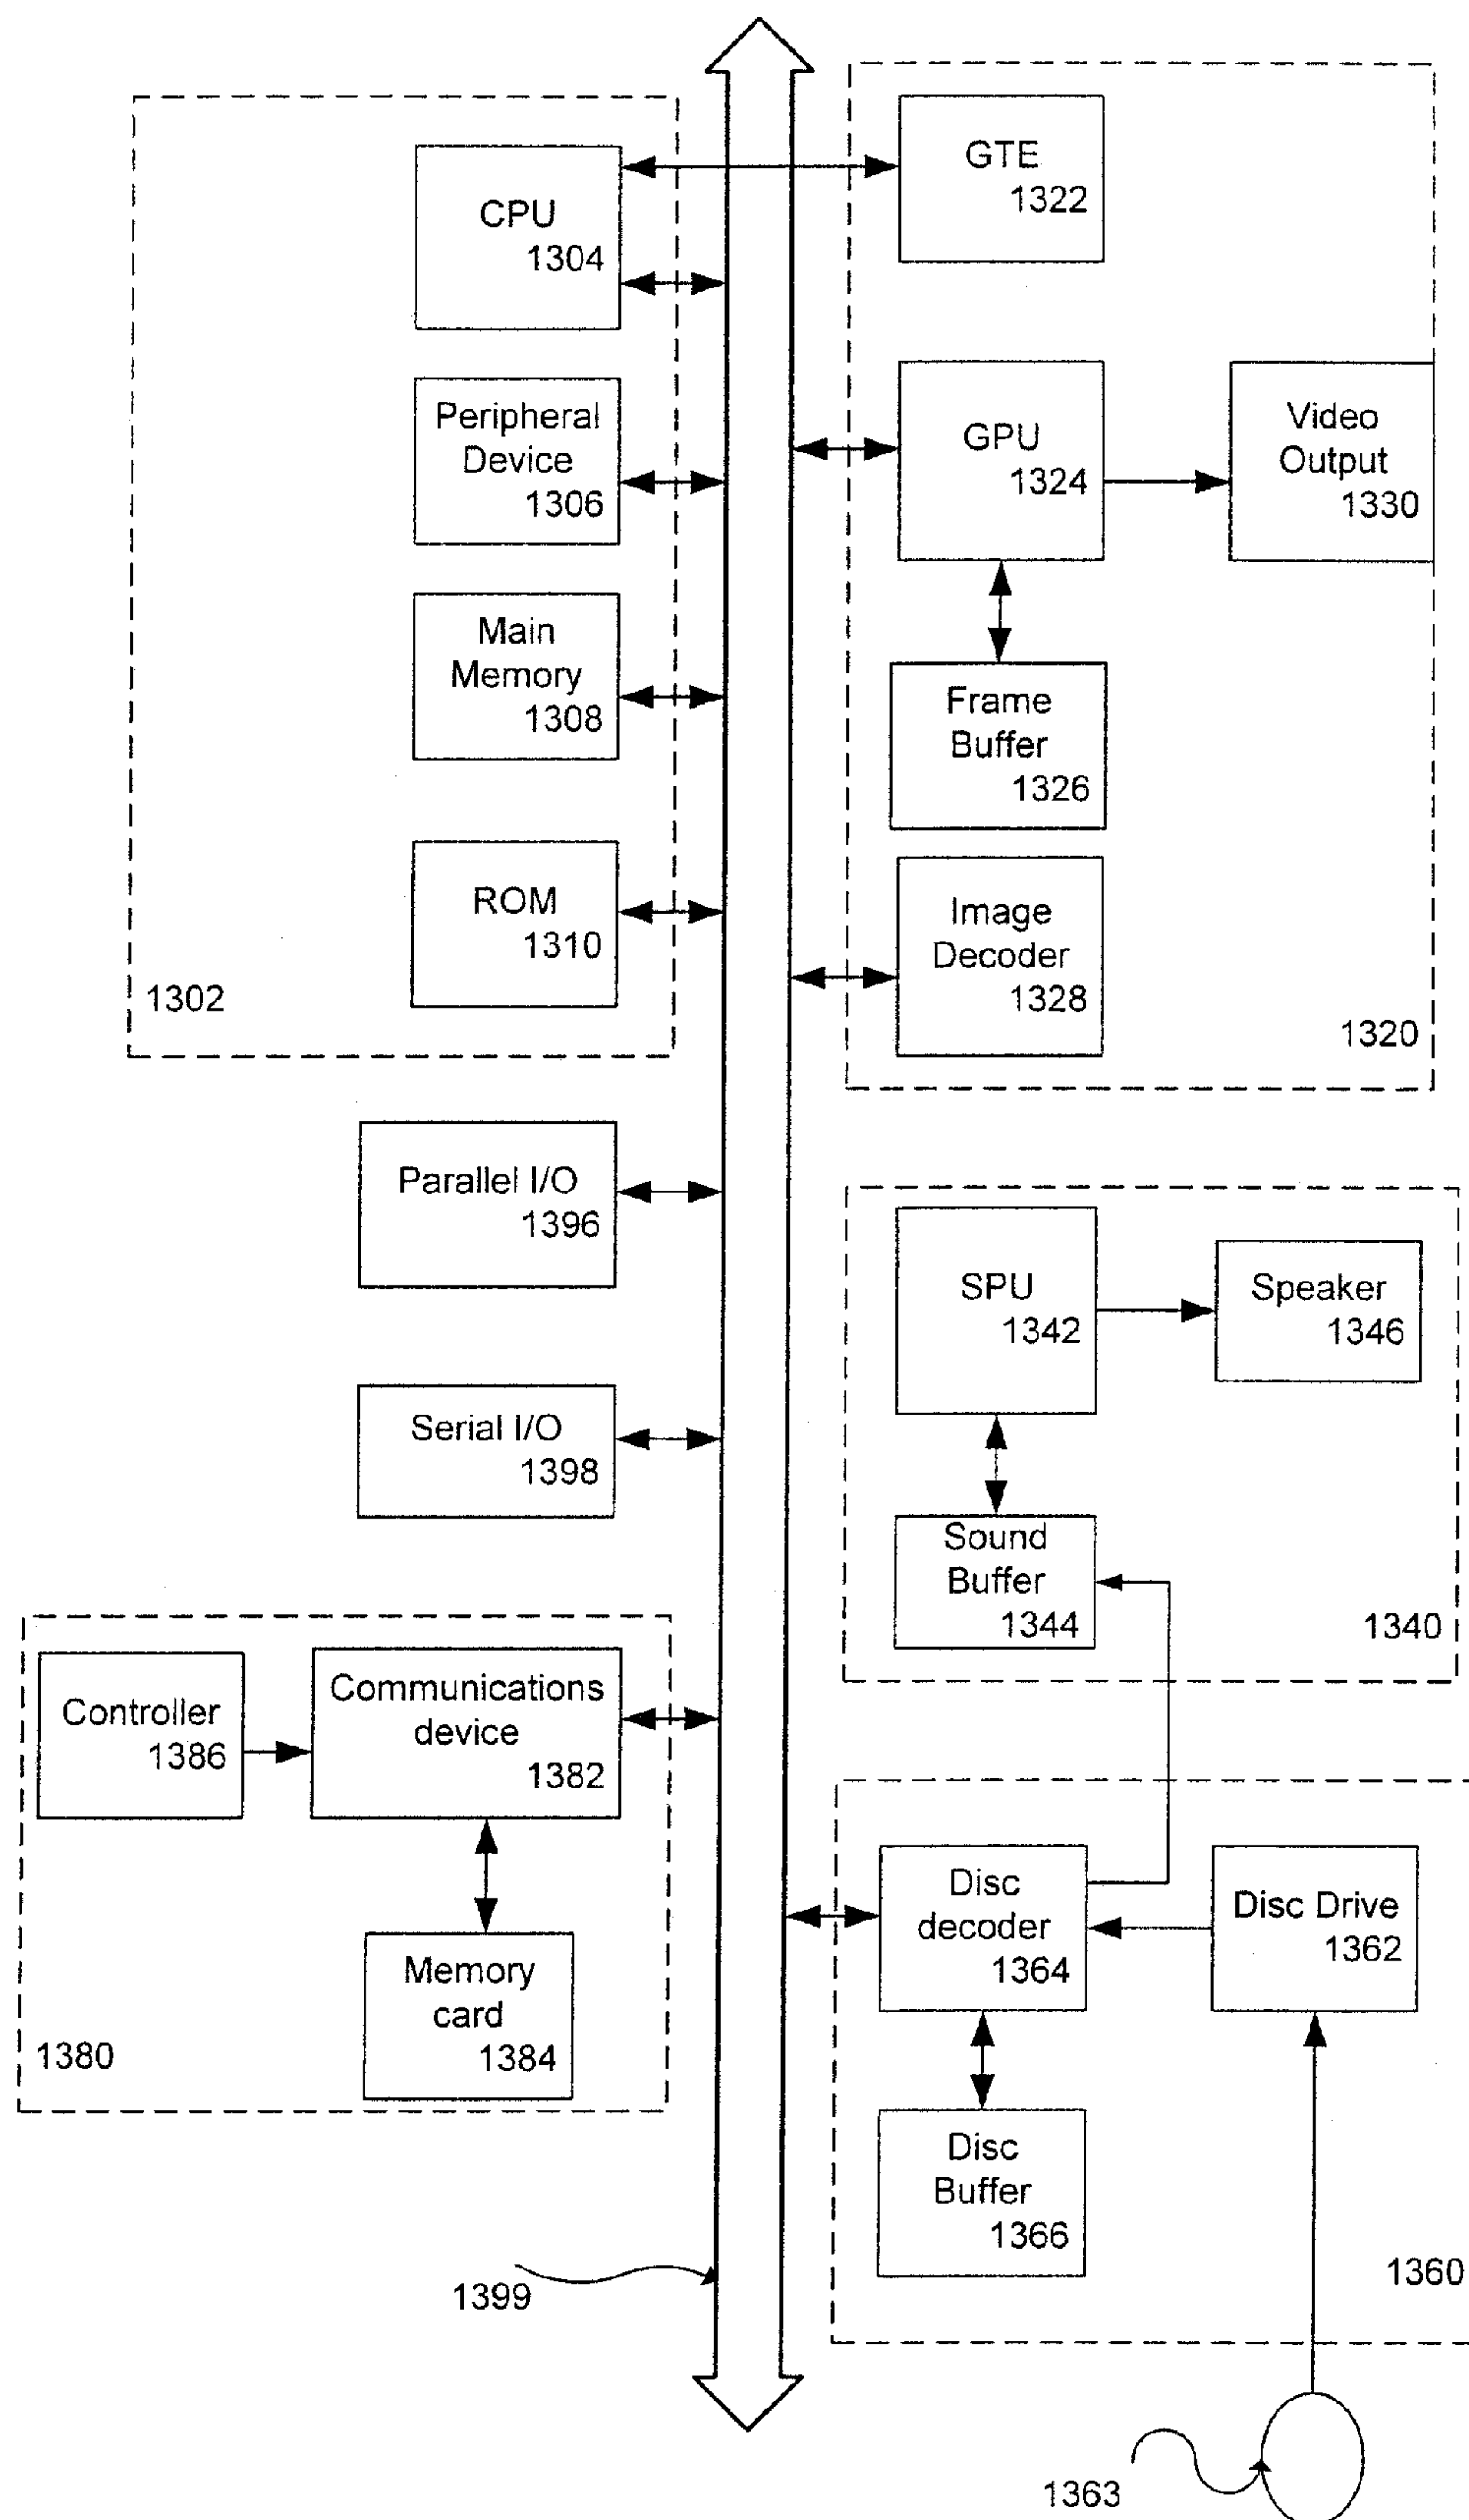 CPU
1304
Peripheral
Device
1306
Main
Memory
1308
ROM
1310
1302
GTE
1322
GPU
1324
Video
Output
1330
Frame
Buffer
1326
Image
Decoder
1328
1320
Parallel I/O
1396
Serial I/O
1398
SPU
1342
Speaker
1346
Sound
Buffer
1344
1340
Controller
1386
Communications
device
1382
Memory
card
1384
1380
Disc
decoder
1364
Disc Drive
1362
Disc
Buffer
1366
1360
1399
1363